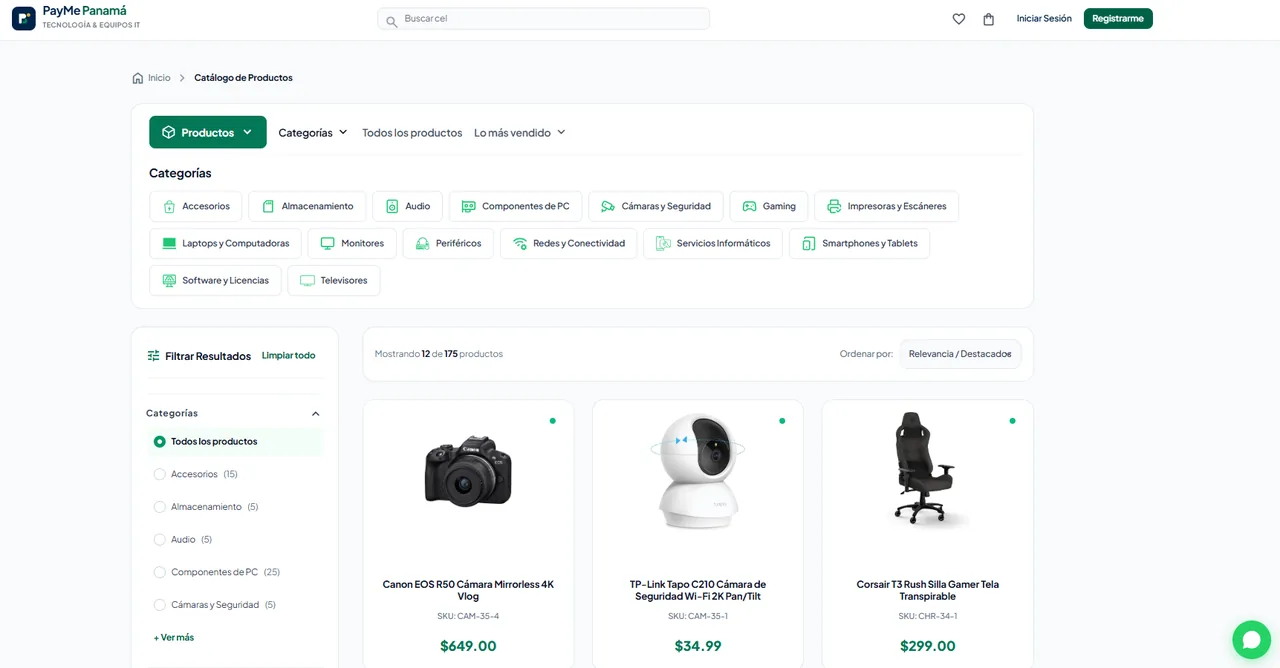 PayMe Panamá
TECNOLOGÍA & EQUIPOS IT
Buscar cel
Iniciar Sesión
Registrarme
Inicio
Catálogo de Productos
Productos
Categorías
Todos los productos
Lo más vendido
Categorías
Accesorios
Almacenamiento
Audio
Componentes de PC
Cámaras y Seguridad
Gaming
Impresoras y Escáneres
Laptops y Computadoras
Monitores
Periféricos
Redes y Conectividad
Servicios Informáticos
Smartphones y Tablets
Software y Licencias
Televisores
Filtrar Resultados
Limpiar todo
Categorías
Todos los productos
Accesorios (15)
Almacenamiento (5)
Audio (5)
Componentes de PC (25)
Cámaras y Seguridad (5)
+ Ver más
Mostrando 12 de 175 productos
Ordenar por:
Relevancia / Destacados
Canon EOS R50 Cámara Mirrorless 4K
Vlog
SKU: CAM-35-4
$649.00
TP-Link Tapo C210 Cámara de
Seguridad Wi-Fi 2K Pan/Tilt
SKU: CAM-35-1
$34.99
Corsair T3 Rush Silla Gamer Tela
Transpirable
SKU: CHR-34-1
$299.00